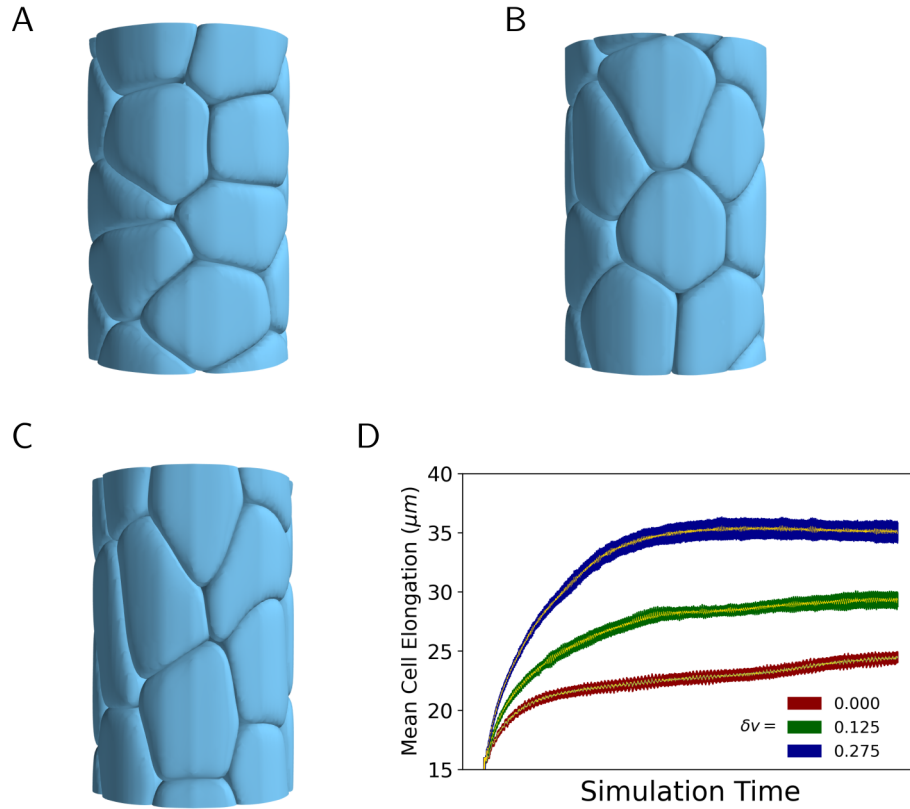 A
B
C
D
40
35
30
25
20
15
Mean Cell Elongation (μm)
0.000
δv = 0.125
0.275
Simulation Time